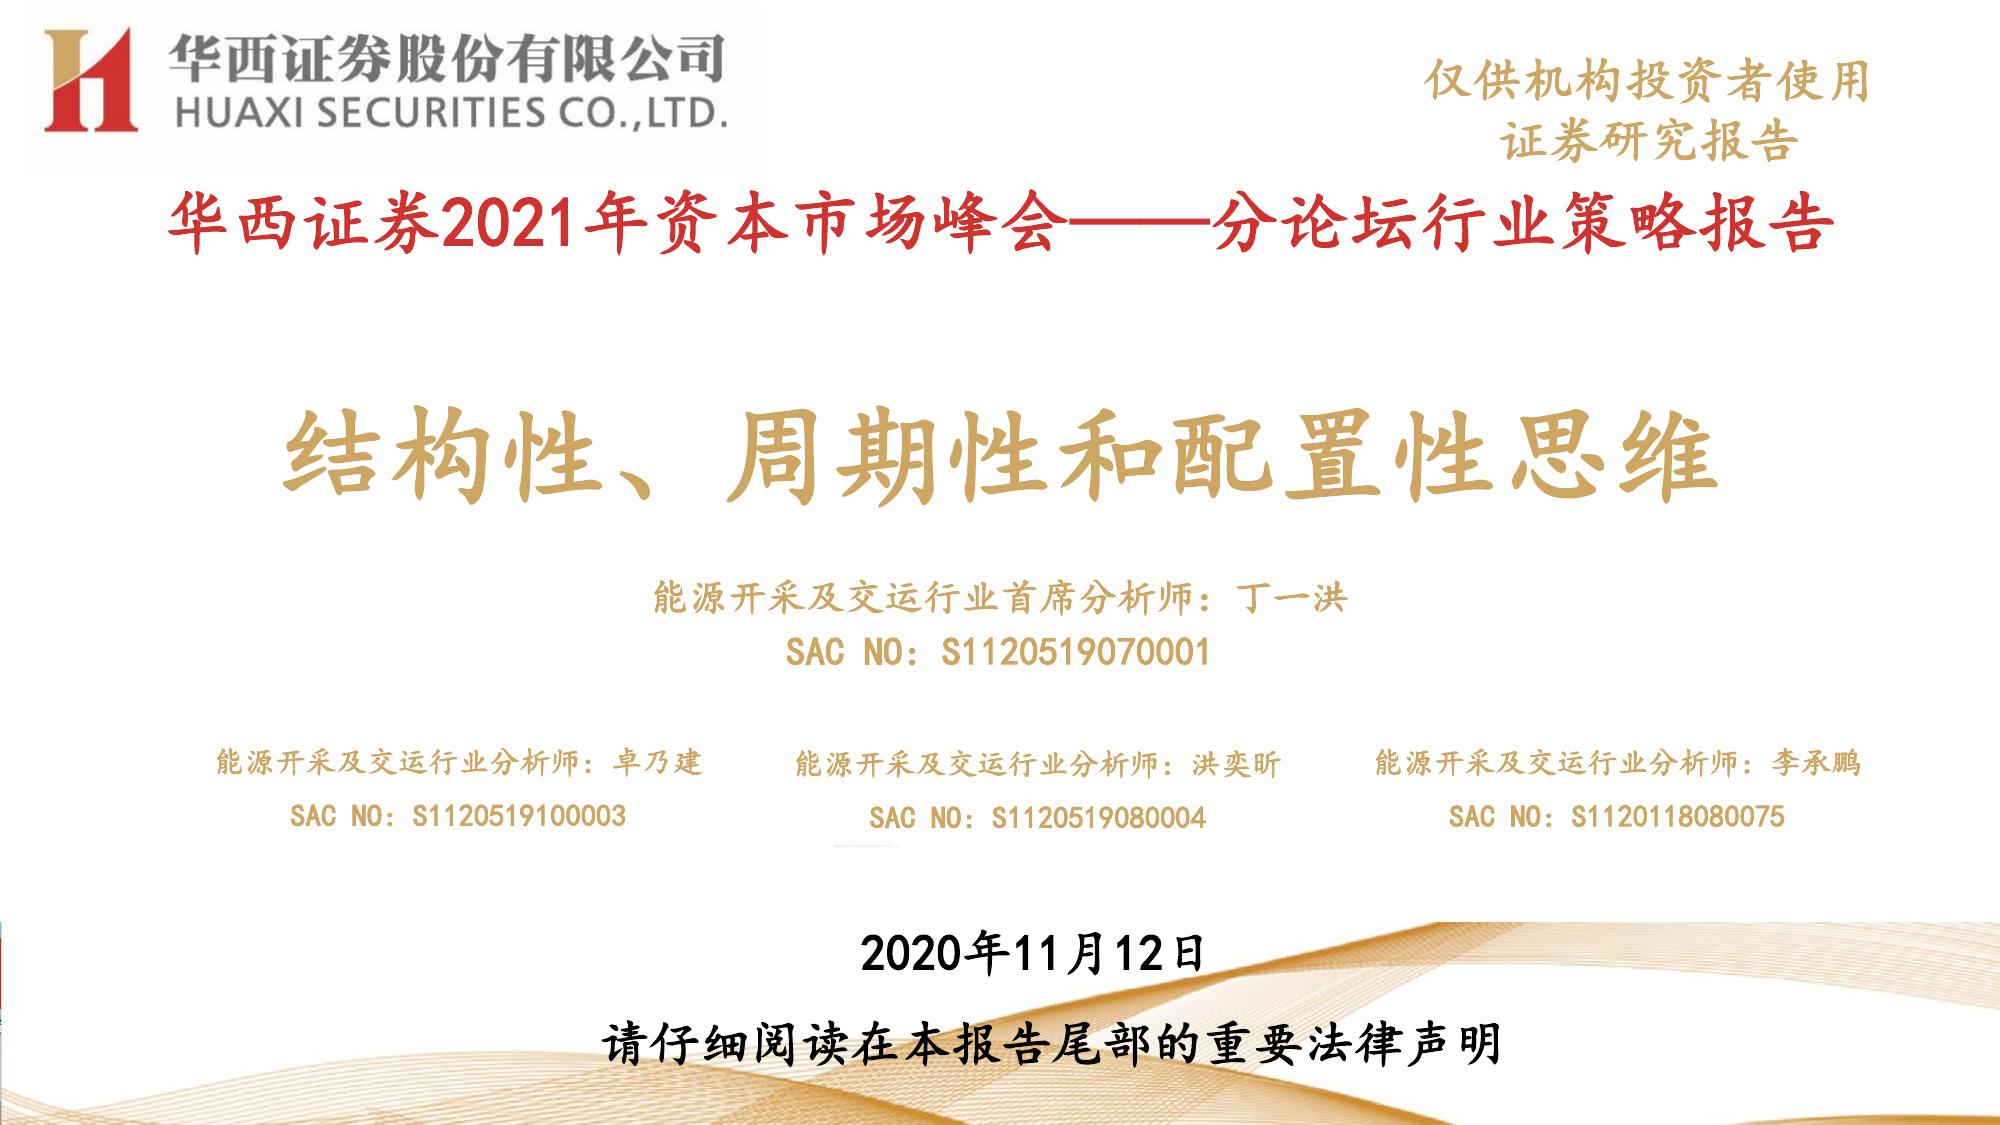 华西证券股份有限公司
HUAXI SECURITIES CO.,LTD.
仅供机构投资者使用
证券研究报告
华西证券2021年资本市场峰会——分论坛行业策略报告
结构性、周期性和配置性思维
能源开采及交运行业首席分析师：丁一洪
SAC NO：S1120519070001
能源开采及交运行业分析师：卓乃建
SAC NO：S1120519100003
能源开采及交运行业分析师：洪奕昕
SAC NO：S1120519080004
能源开采及交运行业分析师：李承鹏
SAC NO：S1120118080075
2020年11月12日
请仔细阅读在本报告尾部的重要法律声明